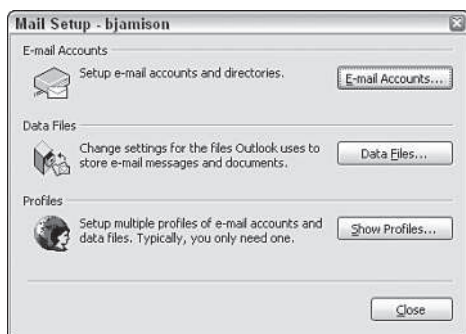 Mail Setup - bjamison
E-mail Accounts
Setup e-mail accounts and directories.
E-mail Accounts...
Data Files
Change settings for the files Outlook uses to
store e-mail messages and documents.
Data Files...
Profiles
Setup multiple profiles of e-mail accounts and
data files. Typically, you only need one.
Show Profiles...
Close